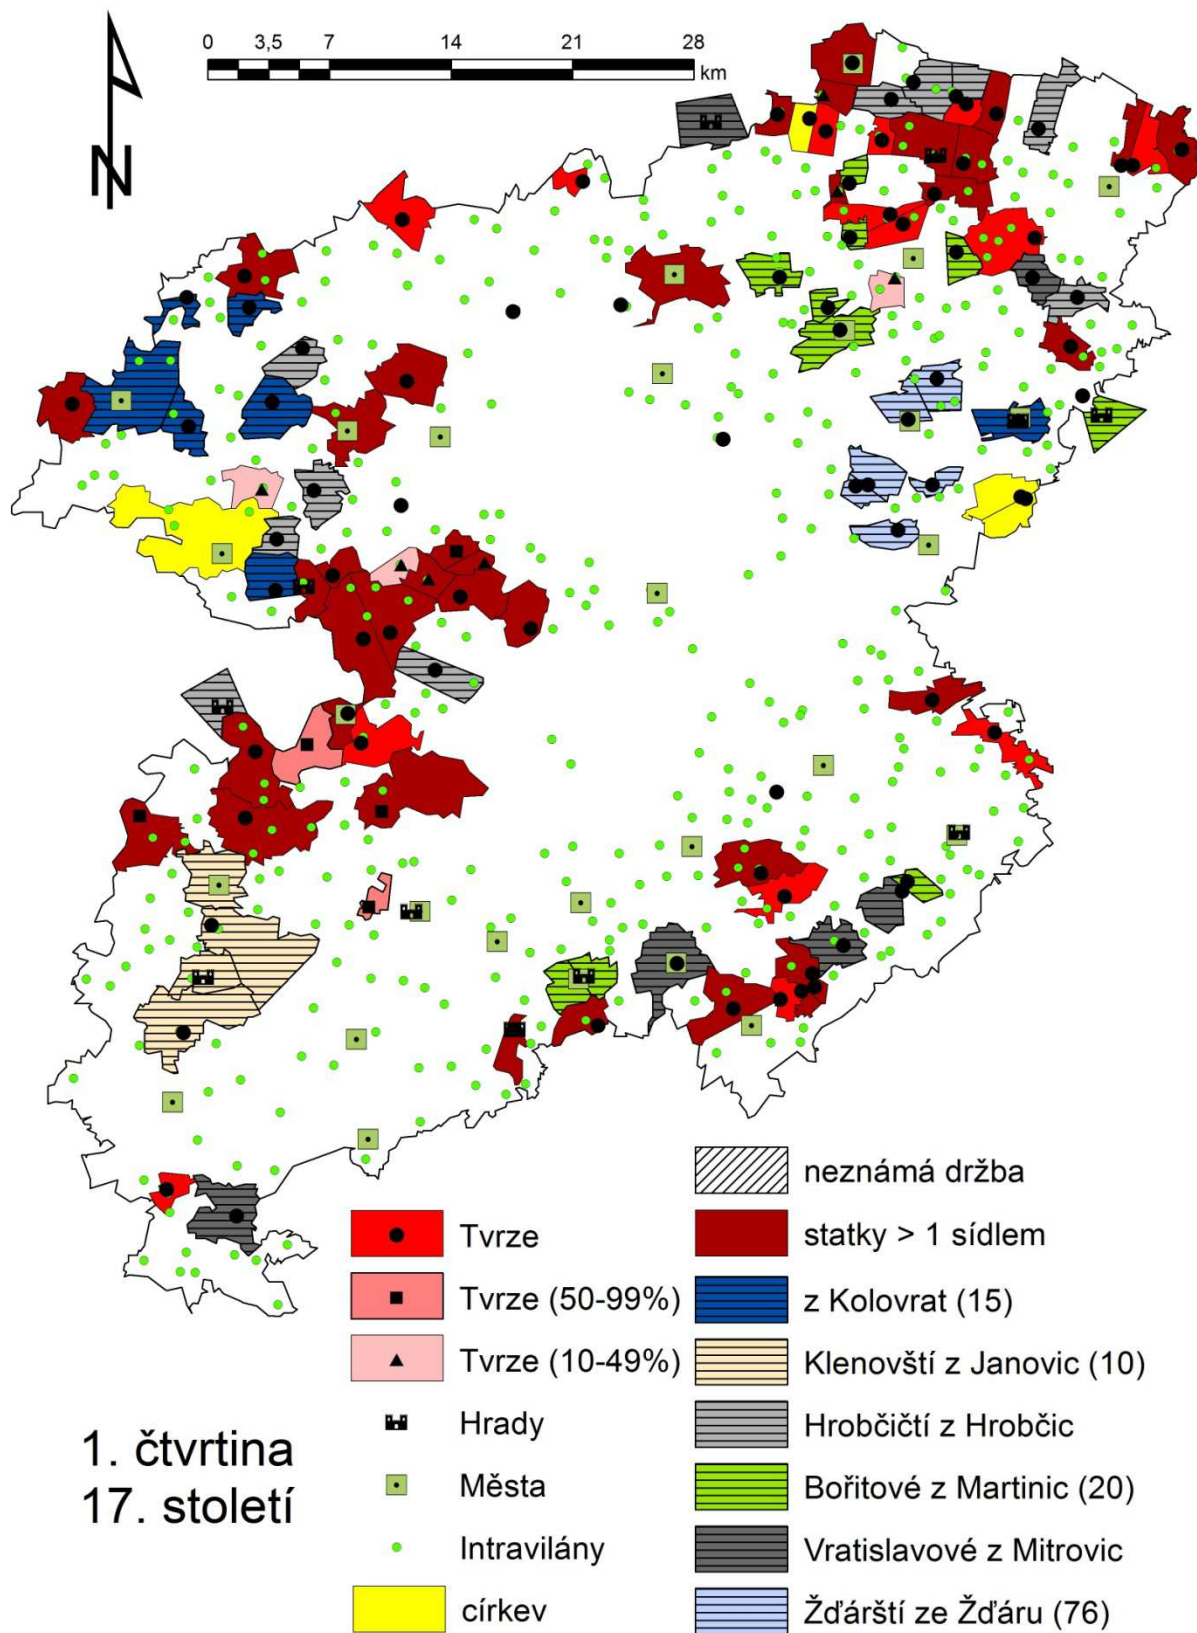 0 3,5 7 14 21 28
km
N
neznámá držba
Tvrze
statky > 1 sídlem
Tvrze (50-99%)
z Kolovrat (15)
Tvrze (10-49%)
Klenovští z Janovic (10)
Hrady
Hrobčičtí z Hrobčic
1. čtvrtina
17. století
Města
Bořitové z Martinic (20)
Intravilány
Vratislavové z Mitrovic
církev
Žďárští ze Žďáru (76)